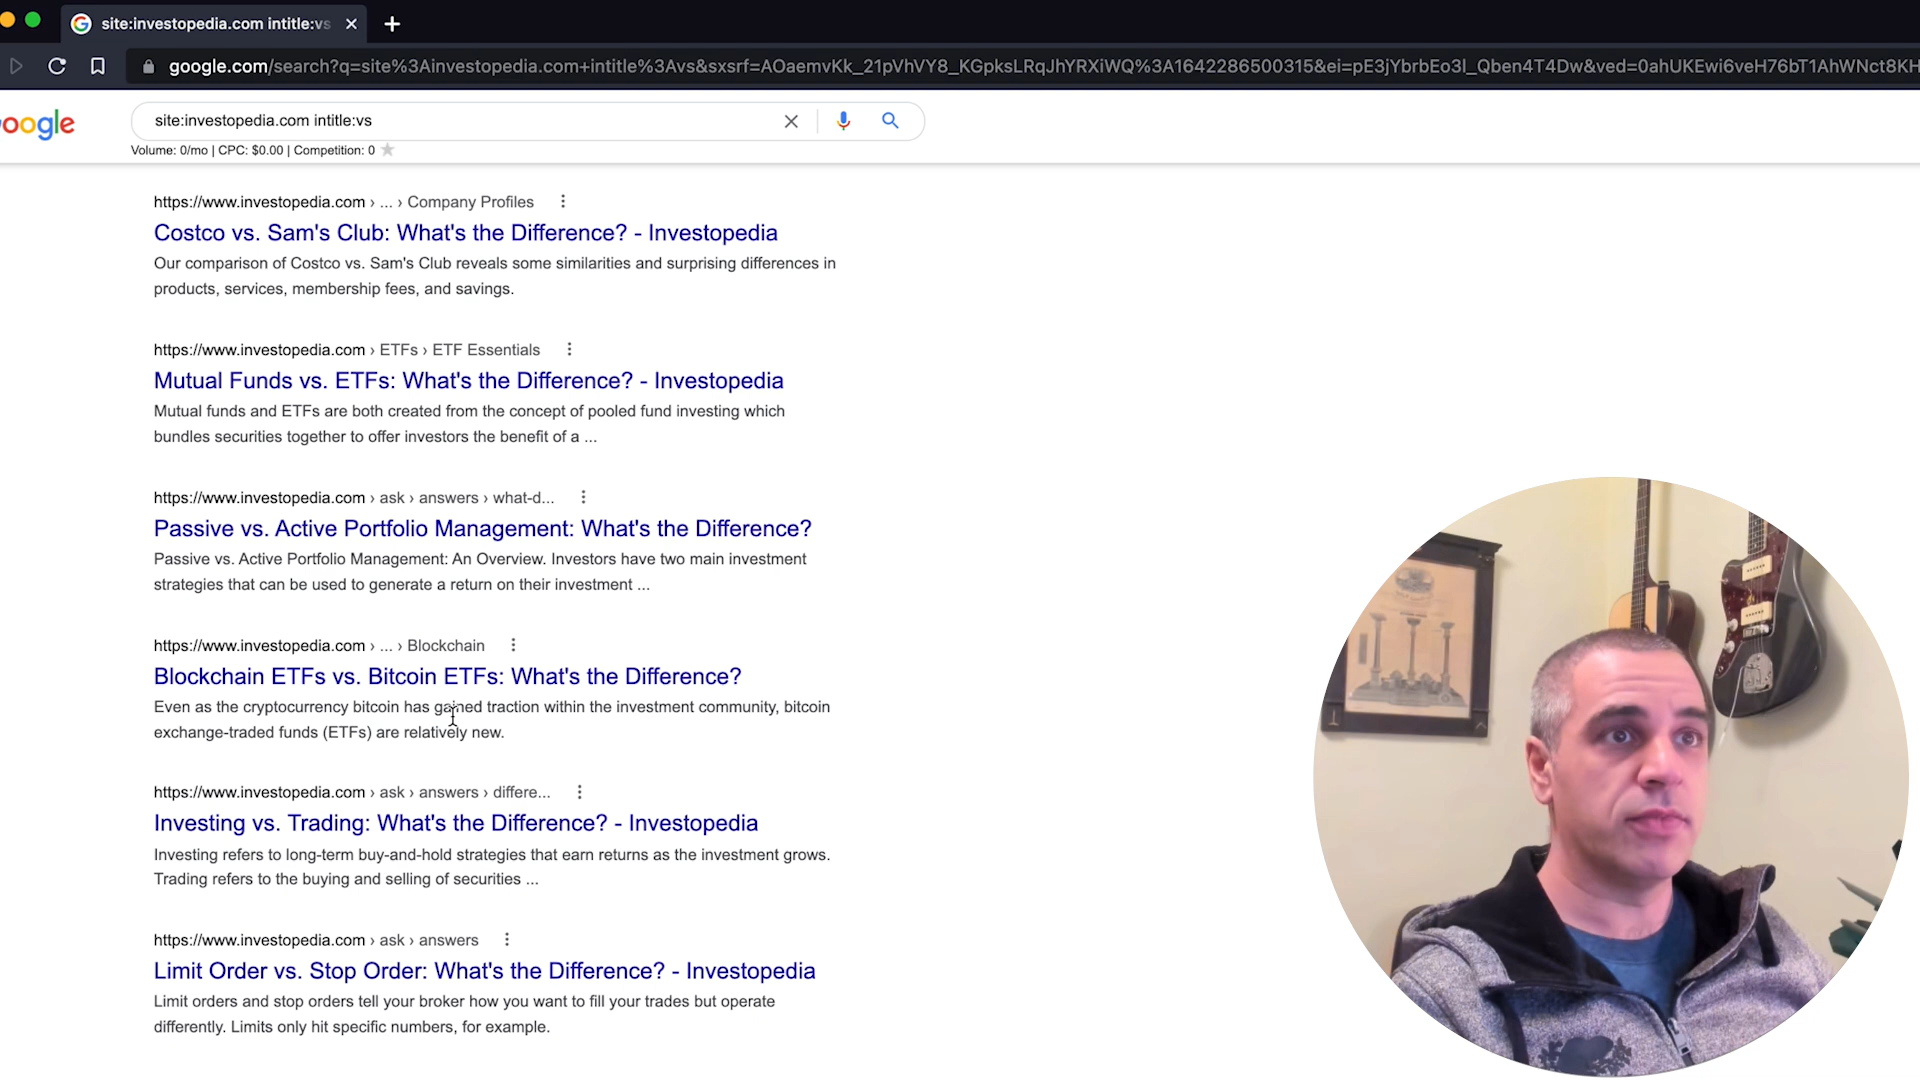 site:investopedia.com intitle:vs
google.com/search?q=site%3Ainvestopedia.com+intitle%3Avs&sxsrf=AOaemvKk_21pVhVY8_KGpksLRqJhYRXiWQ%3A1642286500315&ei=pE3jYbrbEo3I_Qben4T4Dw&ved=0ahUKEwi6veH76bT1AhWNct8KH
oogle
site:investopedia.com intitle:vs
Volume: 0/mo | CPC: $0.00 | Competition: 0
https://www.investopedia.com › ... › Company Profiles
Costco vs. Sam's Club: What's the Difference? - Investopedia
Our comparison of Costco vs. Sam's Club reveals some similarities and surprising differences in
products, services, membership fees, and savings.
https://www.investopedia.com › ETFs › ETF Essentials
Mutual Funds vs. ETFs: What's the Difference? - Investopedia
Mutual funds and ETFs are both created from the concept of pooled fund investing which
bundles securities together to offer investors the benefit of a ...
https://www.investopedia.com › ask › answers › what-d...
Passive vs. Active Portfolio Management: What's the Difference?
Passive vs. Active Portfolio Management: An Overview. Investors have two main investment
strategies that can be used to generate a return on their investment ...
https://www.investopedia.com › ... › Blockchain
Blockchain ETFs vs. Bitcoin ETFs: What's the Difference?
Even as the cryptocurrency bitcoin has gained traction within the investment community, bitcoin
exchange-traded funds (ETFs) are relatively new.
https://www.investopedia.com › ask › answers › differe...
Investing vs. Trading: What's the Difference? - Investopedia
Investing refers to long-term buy-and-hold strategies that earn returns as the investment grows.
Trading refers to the buying and selling of securities ...
https://www.investopedia.com › ask › answers
Limit Order vs. Stop Order: What's the Difference? - Investopedia
Limit orders and stop orders tell your broker how you want to fill your trades but operate
differently. Limits only hit specific numbers, for example.